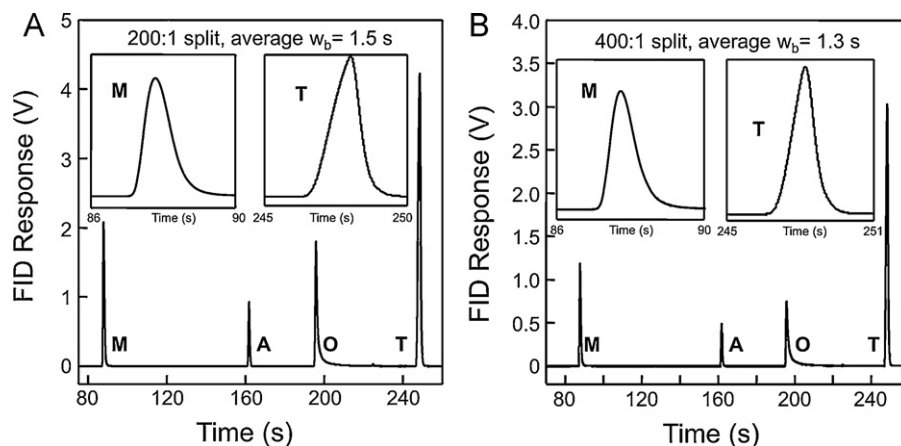 A
200:1 split, average w_b= 1.5 s
M
T
86
Time (s)
90
245
Time (s)
250
5
4
3
2
1
0
FID Response (V)
M
A
O
T
80
120
160
200
240
Time (s)
B
400:1 split, average w_b= 1.3 s
M
T
86
Time (s)
90
245
Time (s)
251
4.0
3.5
3.0
2.5
2.0
1.5
1.0
0.5
0
FID Response (V)
M
A
O
T
80
120
160
200
240
Time (s)